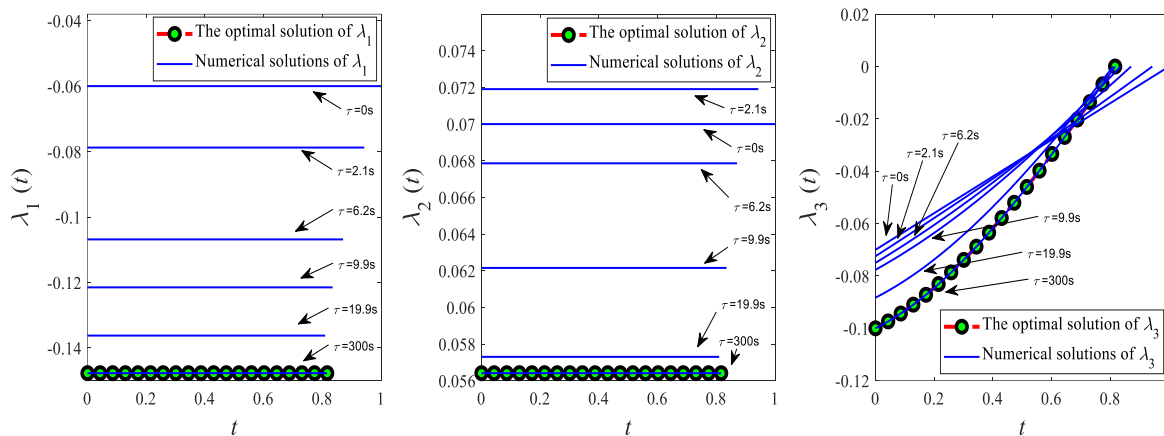 -0.04
-0.06
-0.08
-0.1
-0.12
-0.14
λ1 (t)
The optimal solution of λ1
Numerical solutions of λ1
τ=0s
τ=2.1s
τ=6.2s
τ=9.9s
τ=19.9s
τ=300s
0 0.2 0.4 0.6 0.8 1
t
0.076
0.074
0.072
0.07
0.068
0.066
0.064
0.062
0.06
0.058
0.056
λ2 (t)
The optimal solution of λ2
Numerical solutions of λ2
τ=2.1s
τ=0s
τ=6.2s
τ=9.9s
τ=19.9s
τ=300s
0 0.2 0.4 0.6 0.8 1
t
0.02
0
-0.02
-0.04
-0.06
-0.08
-0.1
-0.12
λ3 (t)
τ=6.2s
τ=2.1s
τ=0s
τ=9.9s
τ=19.9s
τ=300s
The optimal solution of λ3
Numerical solutions of λ3
0 0.2 0.4 0.6 0.8
t